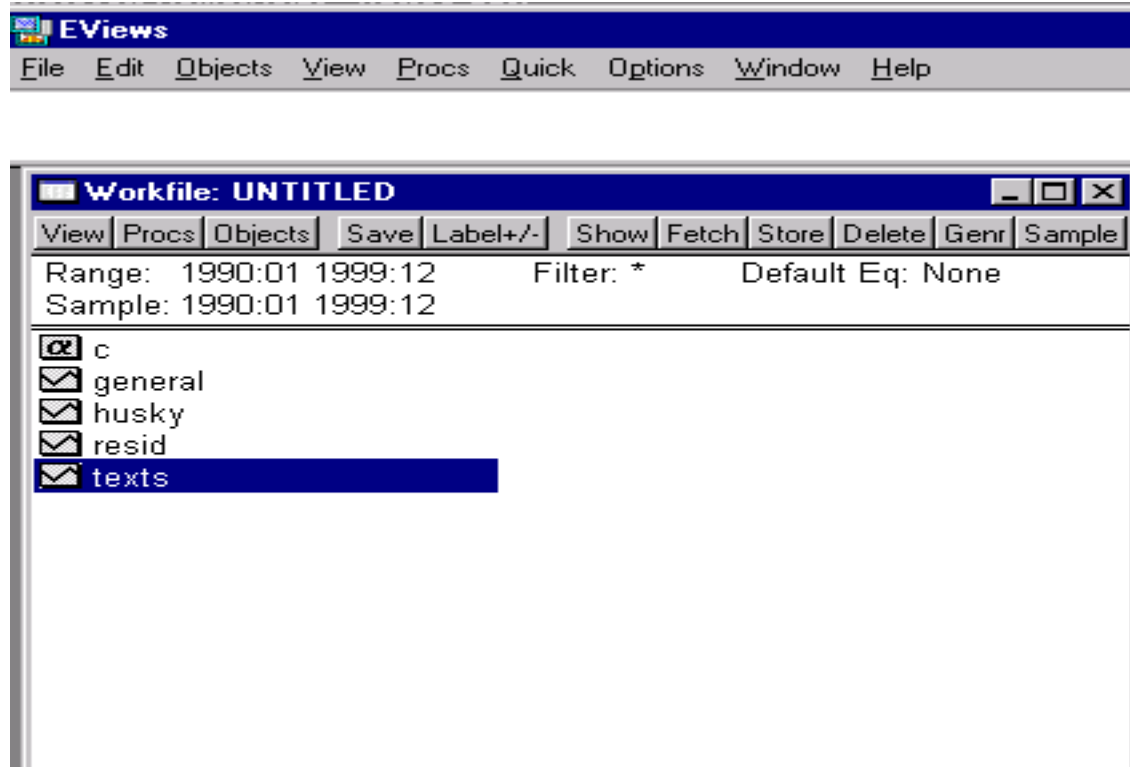 EViews
File Edit Objects View Procs Quick Options Window Help
Workfile: UNTITLED
View Procs Objects Save Label+/- Show Fetch Store Delete Genr Sample
Range: 1990:01 1999:12 Filter: * Default Eq: None
Sample: 1990:01 1999:12
α c
general
husky
resid
texts